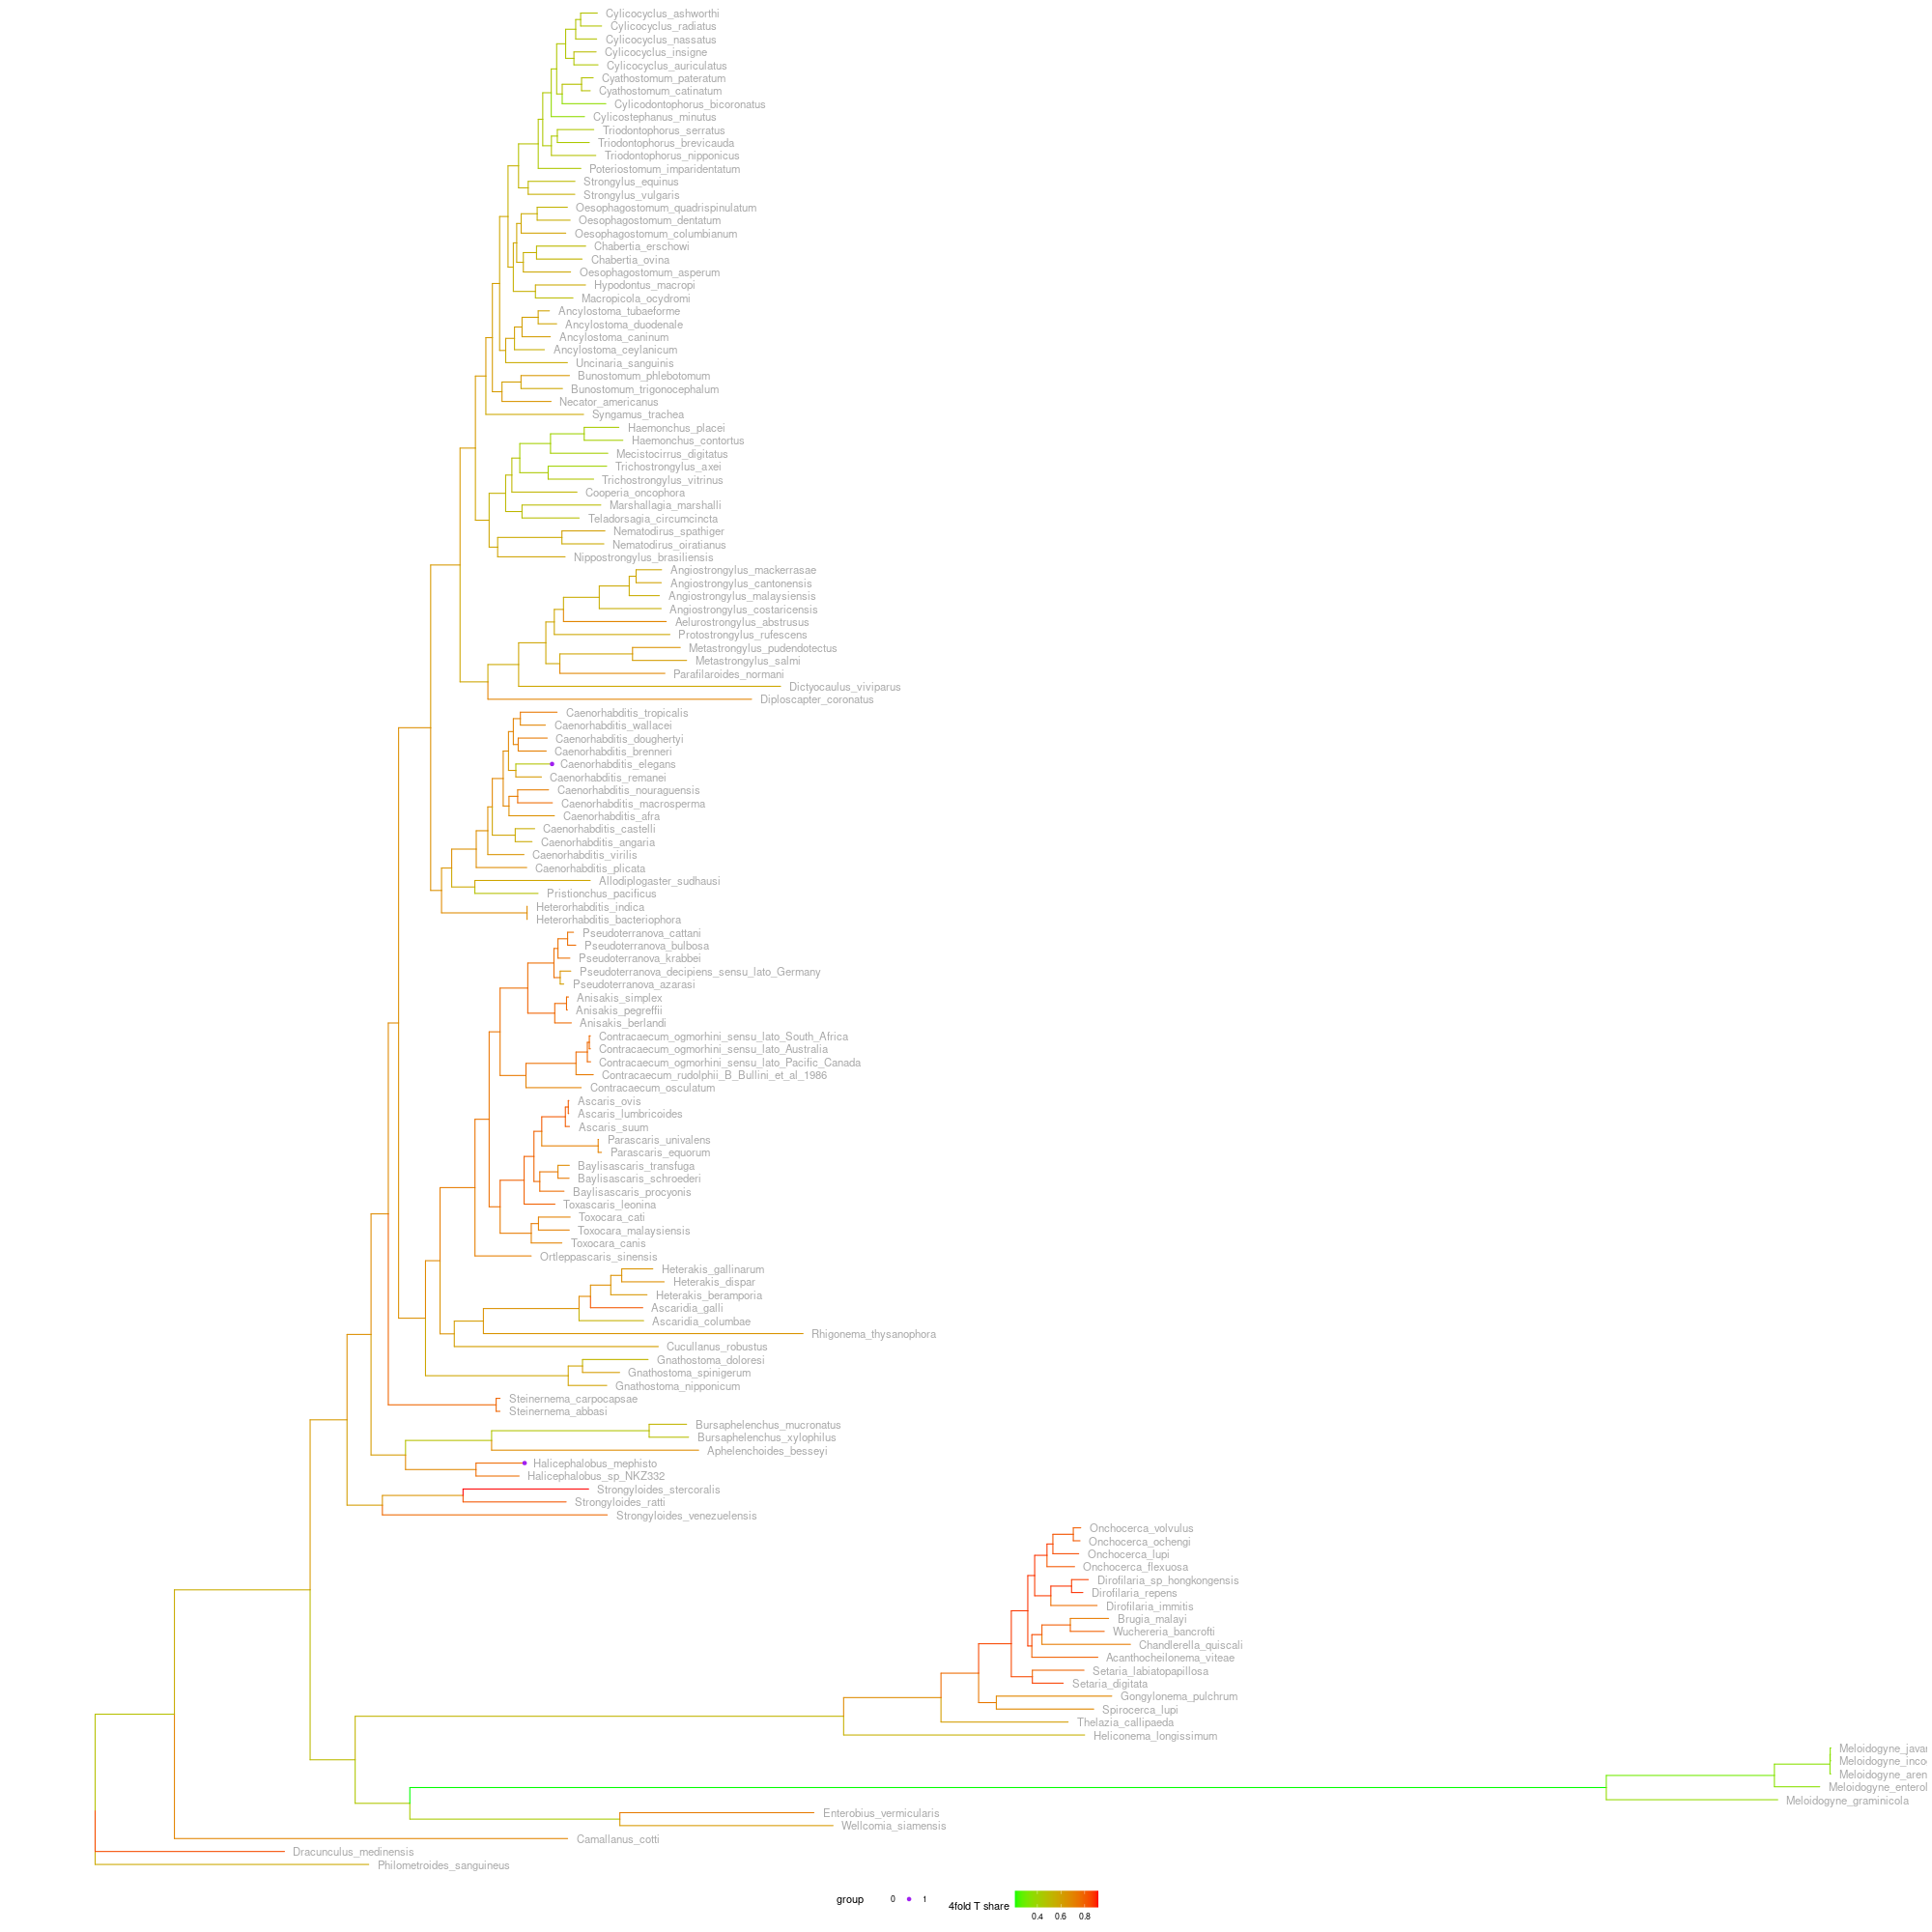 Cylicocyclus_ashworthi
Cylicocyclus_radiatus
Cylicocyclus_nassatus
Cylicocyclus_insigne
Cylicocyclus_auriculatus
Cyathostomum_pateratum
Cyathostomum_catinatum
Cylicodontophorus_bicoronatus
Cylicostephanus_minutus
Triodontophorus_serratus
Triodontophorus_brevicauda
Triodontophorus_nipponicus
Poteriostomum_imparidentatum
Strongylus_equinus
Strongylus_vulgaris
Oesophagostomum_quadrispinulatum
Oesophagostomum_dentatum
Oesophagostomum_columbianum
Chabertia_erschowi
Chabertia_ovina
Oesophagostomum_asperum
Hypodontus_macropi
Macropicola_ocydromi
Ancylostoma_tubaeforme
Ancylostoma_duodenale
Ancylostoma_caninum
Ancylostoma_ceylanicum
Uncinaria_sanguinis
Bunostomum_phlebotomum
Bunostomum_trigonocephalum
Necator_americanus
Syngamus_trachea
Haemonchus_placei
Haemonchus_contortus
Mecistocirrus_digitatus
Trichostrongylus_axei
Trichostrongylus_vitrinus
Cooperia_oncophora
Marshallagia_marshalli
Teladorsagia_circumcincta
Nematodirus_spathiger
Nematodirus_oiratianus
Nippostrongylus_brasiliensis
Angiostrongylus_mackerrasae
Angiostrongylus_cantonensis
Angiostrongylus_malaysiensis
Angiostrongylus_costaricensis
Aelurostrongylus_abstrusus
Protostrongylus_rufescens
Metastrongylus_pudendotectus
Metastrongylus_salmi
Parafilaroides_normani
Dictyocaulus_viviparus
Diploscapter_coronatus
Caenorhabditis_tropicalis
Caenorhabditis_wallacei
Caenorhabditis_doughertyi
Caenorhabditis_brenneri
Caenorhabditis_elegans
Caenorhabditis_remanei
Caenorhabditis_nouraguensis
Caenorhabditis_macrosperma
Caenorhabditis_afra
Caenorhabditis_castelli
Caenorhabditis_angaria
Caenorhabditis_virilis
Caenorhabditis_plicata
Allodiplogaster_sudhausi
Pristionchus_pacificus
Heterorhabditis_indica
Heterorhabditis_bacteriophora
Pseudoterranova_cattani
Pseudoterranova_bulbosa
Pseudoterranova_krabbei
Pseudoterranova_decipiens_sensu_lato_Germany
Pseudoterranova_azarasi
Anisakis_simplex
Anisakis_pegreffii
Anisakis_berlandi
Contracaecum_ogmorhini_sensu_lato_South_Africa
Contracaecum_ogmorhini_sensu_lato_Australia
Contracaecum_ogmorhini_sensu_lato_Pacific_Canada
Contracaecum_rudolphii_B_Bullini_et_al_1986
Contracaecum_osculatum
Ascaris_ovis
Ascaris_lumbricoides
Ascaris_suum
Parascaris_univalens
Parascaris_equorum
Baylisascaris_transfuga
Baylisascaris_schroederi
Baylisascaris_procyonis
Toxascaris_leonina
Toxocara_cati
Toxocara_malaysiensis
Toxocara_canis
Ortleppascaris_sinensis
Heterakis_gallinarum
Heterakis_dispar
Heterakis_beramporia
Ascaridia_galli
Ascaridia_columbae
Rhigonema_thysanophora
Cucullanus_robustus
Gnathostoma_doloresi
Gnathostoma_spinigerum
Gnathostoma_nipponicum
Steinernema_carpocapsae
Steinernema_abbasi
Bursaphelenchus_mucronatus
Bursaphelenchus_xylophilus
Aphelenchoides_besseyi
Halicephalobus_mephisto
Halicephalobus_sp_NKZ332
Strongyloides_stercoralis
Strongyloides_ratti
Strongyloides_venezuelensis
Onchocerca_volvulus
Onchocerca_ochengi
Onchocerca_lupi
Onchocerca_flexuosa
Dirofilaria_sp_hongkongensis
Dirofilaria_repens
Dirofilaria_immitis
Brugia_malayi
Wuchereria_bancrofti
Chandlerella_quiscali
Acanthocheilonema_viteae
Setaria_labiatopapillosa
Setaria_digitata
Gongylonema_pulchrum
Spirocerca_lupi
Thelazia_callipaeda
Heliconema_longissimum
Meloidogyne_java
Meloidogyne_inco
Meloidogyne_aren
Meloidogyne_enterol
Meloidogyne_graminicola
Enterobius_vermicularis
Wellcomia_siamensis
Camallanus_cotti
Dracunculus_medinensis
Philometroides_sanguineus
group 0 1 4fold T share
0.4 0.6 0.8